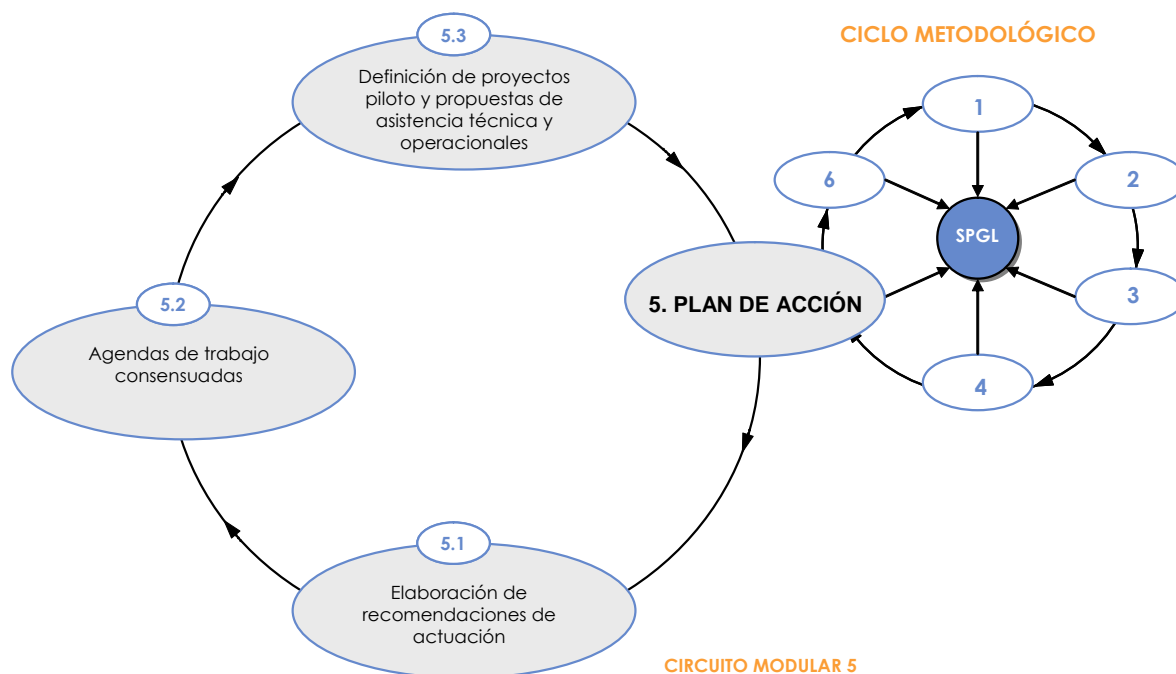 5.3
Definición de proyectos
piloto y propuestas de
asistencia técnica y
operacionales
CICLO METODOLÓGICO
1
2
3
4
6
SPGL
5. PLAN DE ACCIÓN
5.2
Agendas de trabajo
consensuadas
5.1
Elaboración de
recomendaciones de
actuación
CIRCUITO MODULAR 5